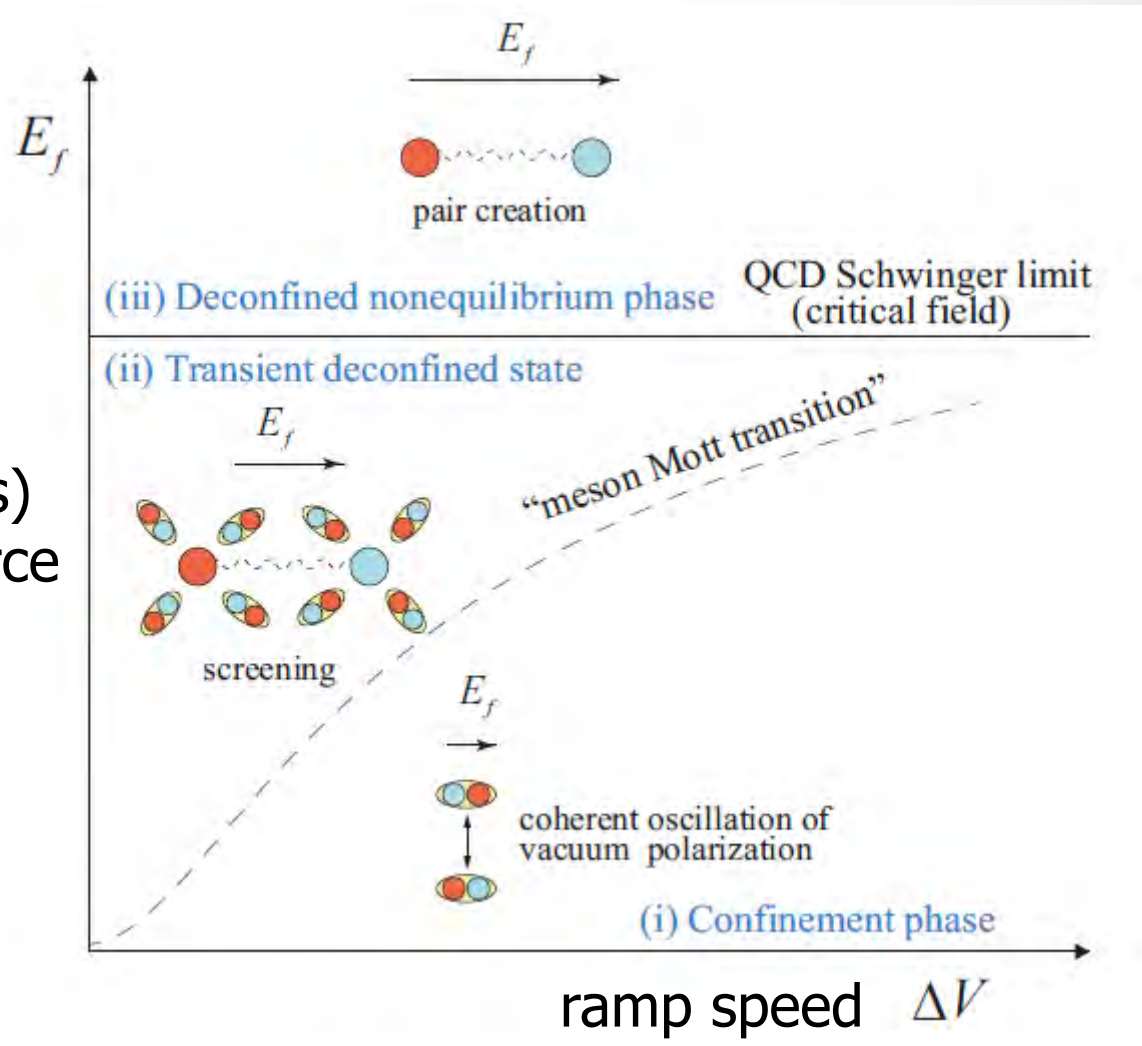 E_f
E_f
pair creation
QCD Schwinger limit
(critical field)
(iii) Deconfined nonequilibrium phase
(ii) Transient deconfined state
E_f
“meson Mott transition”
s)
rce
screening
E_f
coherent oscillation of
vacuum polarization
(i) Confinement phase
ramp speed ΔV